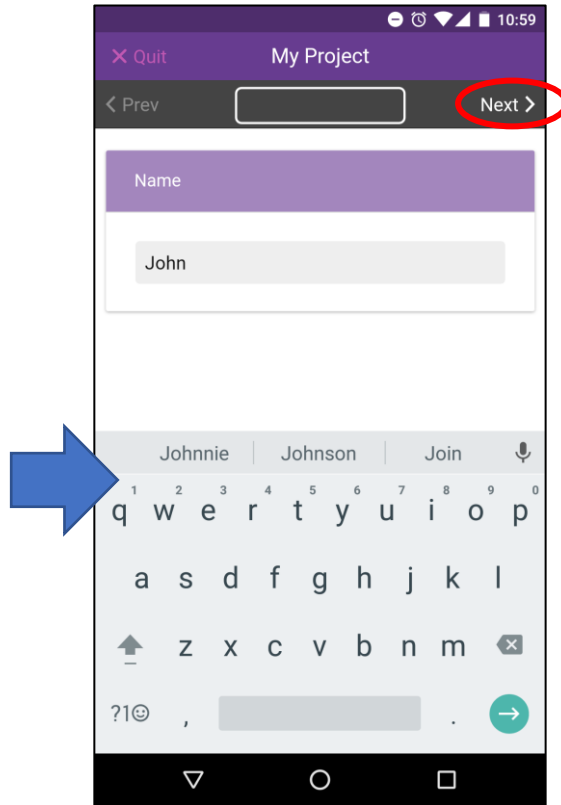 10:59
Quit My Project
Prev Next
Name
John
Johnnie Johnson Join
1 2 3 4 5 6 7 8 9 0
q w e r t y u i o p
a s d f g h j k l
z x c v b n m
?1☺ , .